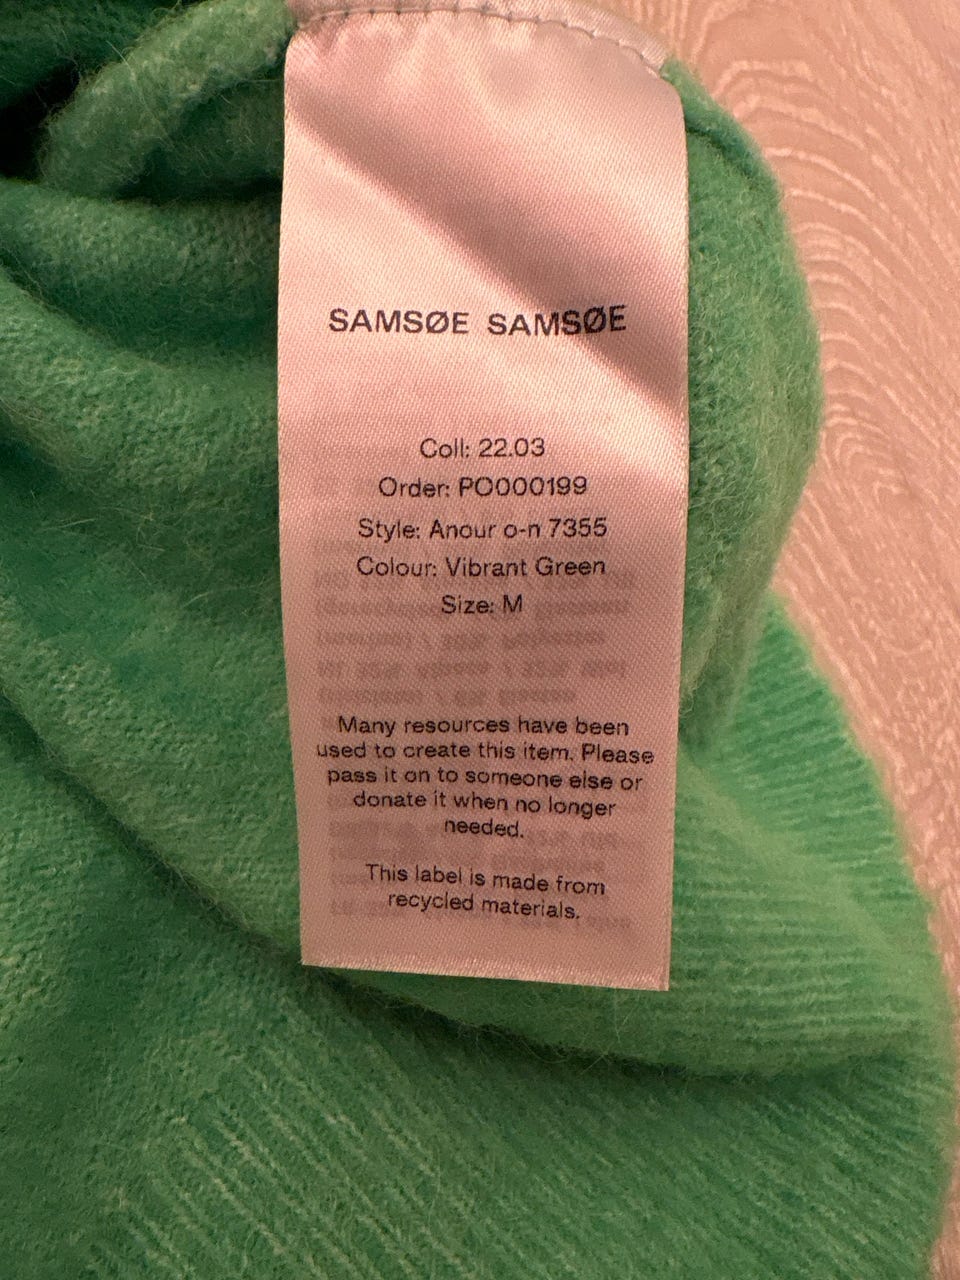 SAMSØE SAMSØE
Coll: 22.03
Order: PO000199
Style: Anour o-n 7355
Colour: Vibrant Green
Size: M
Many resources have been
used to create this item. Please
pass it on to someone else or
donate it when no longer
needed.
This label is made from
recycled materials.